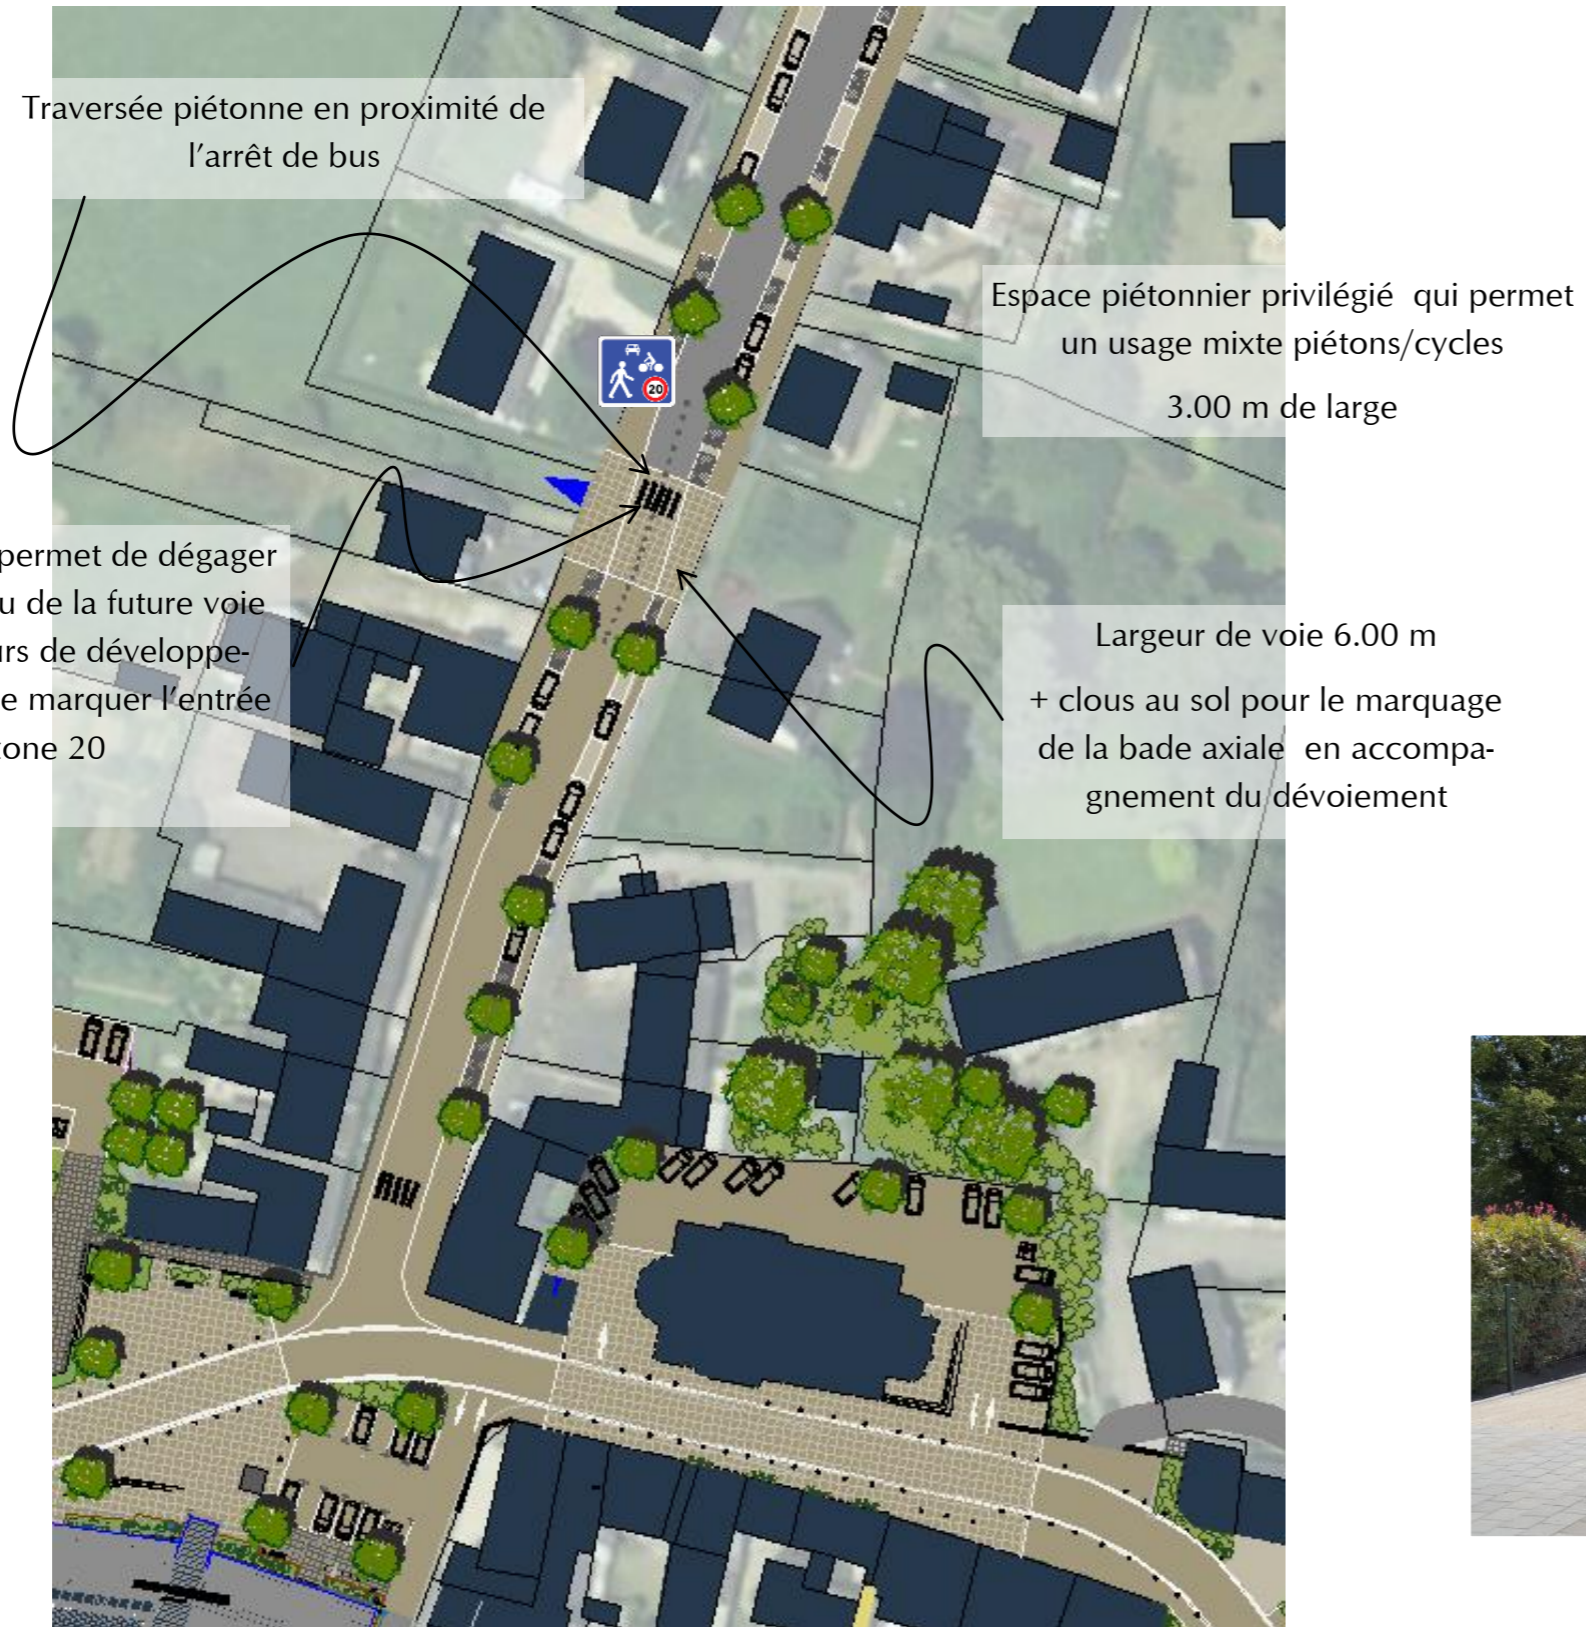 Traversée piétonne en proximité de
l'arrêt de bus
Espace piétonnier privilégié qui permet
un usage mixte piétons/cycles
3.00 m de large
20
permet de dégager
u de la future voie
urs de développe-
e marquer l'entrée
zone 20
Largeur de voie 6.00 m
+ clous au sol pour le marquage
de la bade axiale en accompa-
gnement du dévoiement